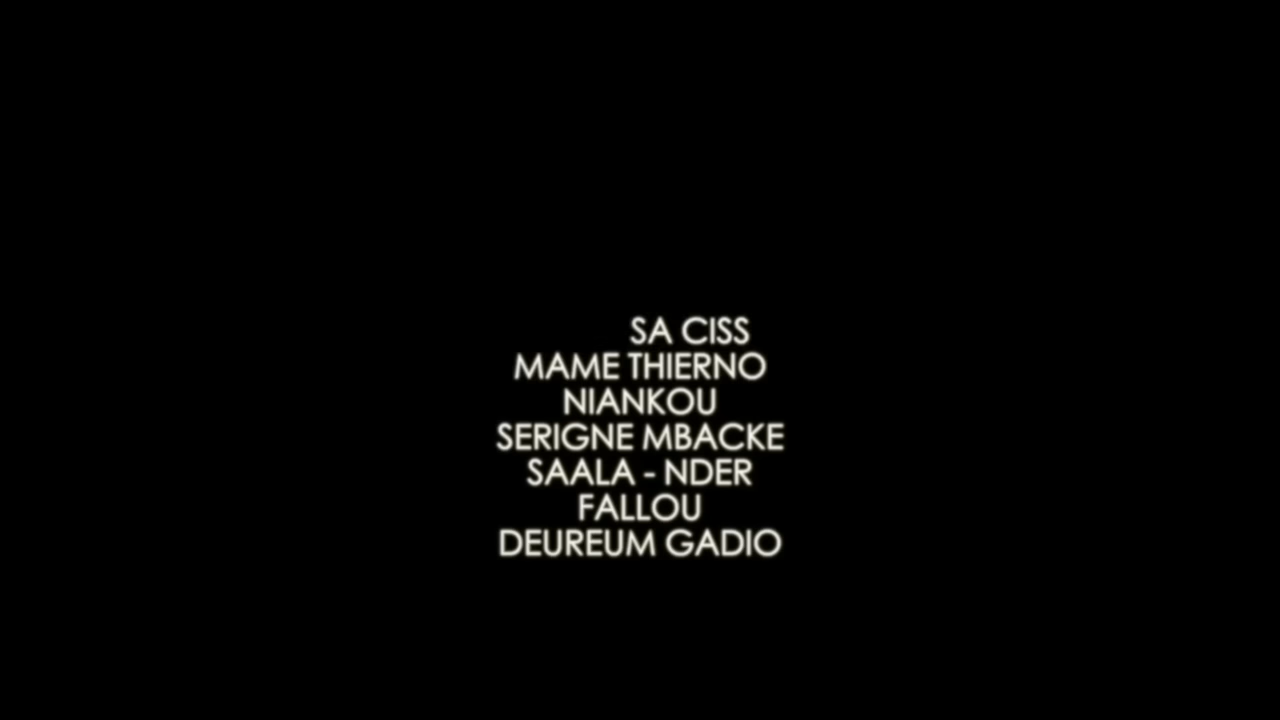 SA CISS
MAME THIERNO
NIANKOU
SERIGNE MBACKE
SAALA - NDER
FALLOU
DEUREUM GADIO